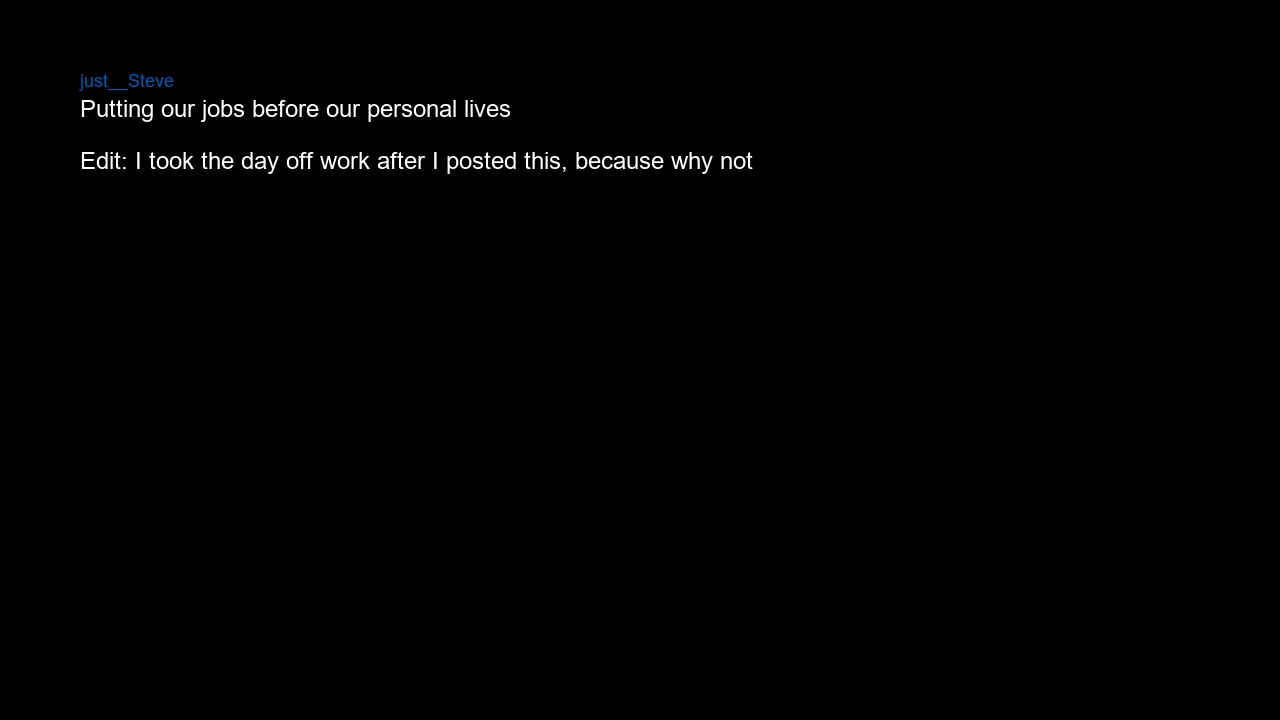 just__Steve
Putting our jobs before our personal lives
Edit: I took the day off work after I posted this, because why not